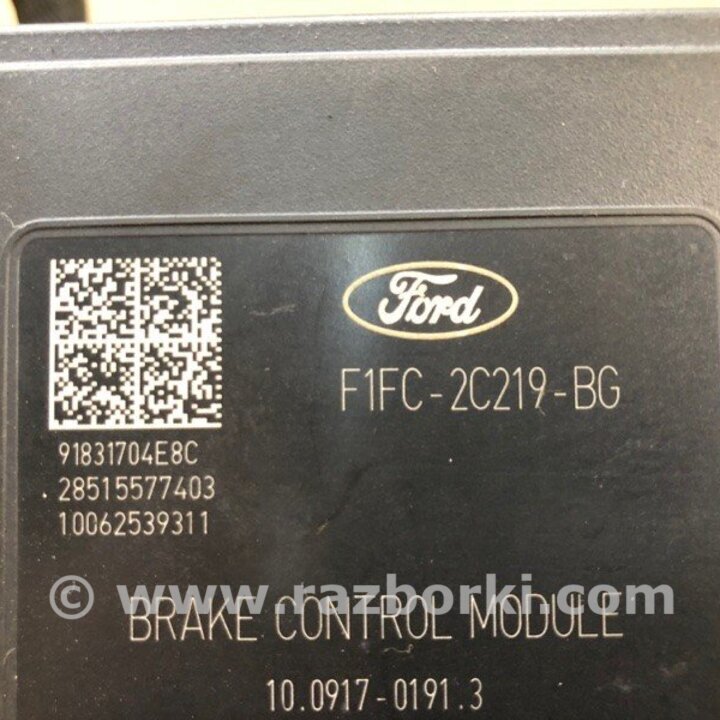 Ford
F1FC-2C219-BG
91831704E8C
28515577403
10062539311
© www.razborki.com
BRAKE CONTROL MODULE
10.0917-0191.3